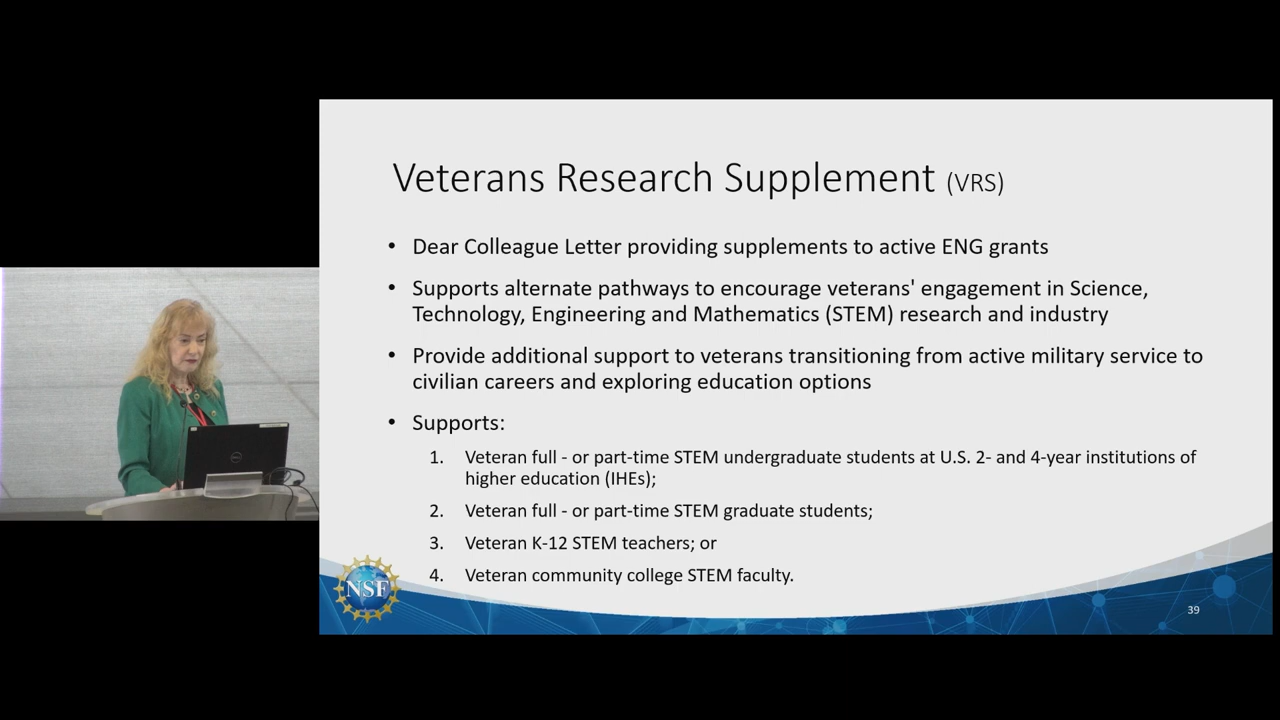 Veterans Research Supplement (VRS)
• Dear Colleague Letter providing supplements to active ENG grants
• Supports alternate pathways to encourage veterans' engagement in Science,
Technology, Engineering and Mathematics (STEM) research and industry
• Provide additional support to veterans transitioning from active military service to
civilian careers and exploring education options
• Supports:
1. Veteran full - or part-time STEM undergraduate students at U.S. 2- and 4-year institutions of
higher education (IHEs);
2. Veteran full - or part-time STEM graduate students;
3. Veteran K-12 STEM teachers; or
4. Veteran community college STEM faculty.
NSF
39